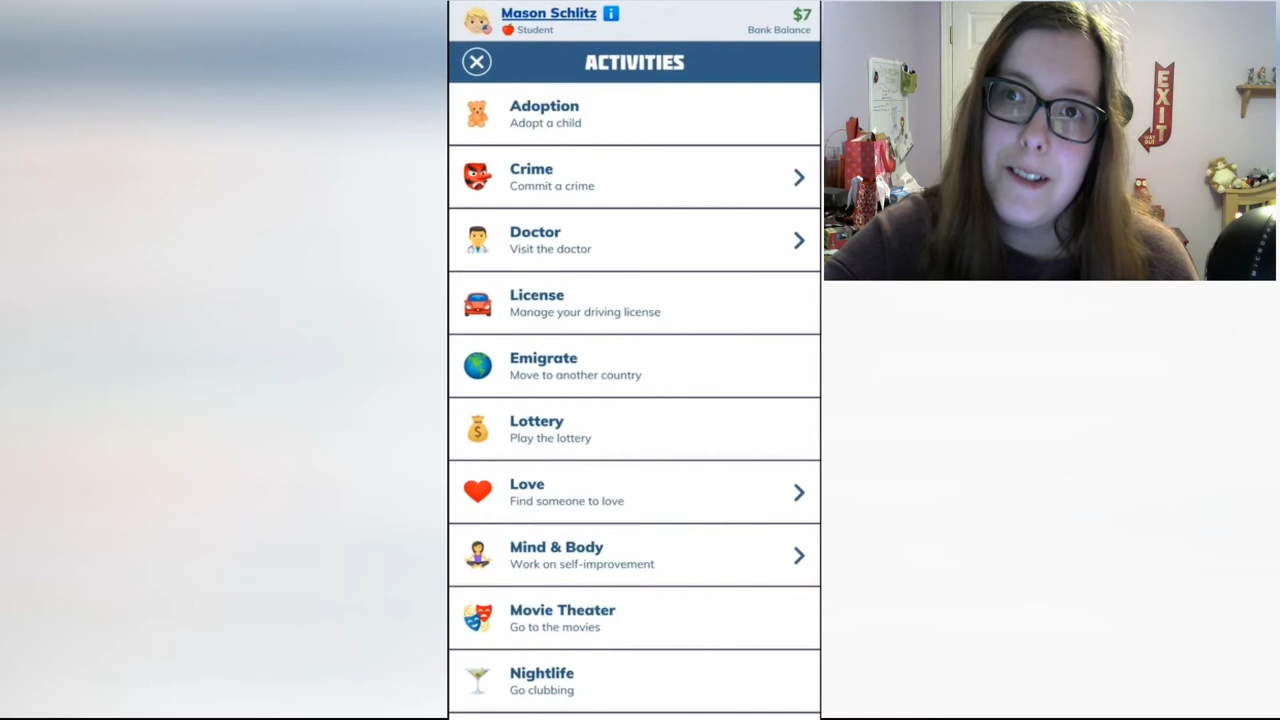 Mason Schlitz i
Student
$7
Bank Balance
ACTIVITIES
Adoption
Adopt a child
Crime
Commit a crime
Doctor
Visit the doctor
License
Manage your driving license
Emigrate
Move to another country
Lottery
Play the lottery
Love
Find someone to love
Mind & Body
Work on self-improvement
Movie Theater
Go to the movies
Nightlife
Go clubbing
EXIT